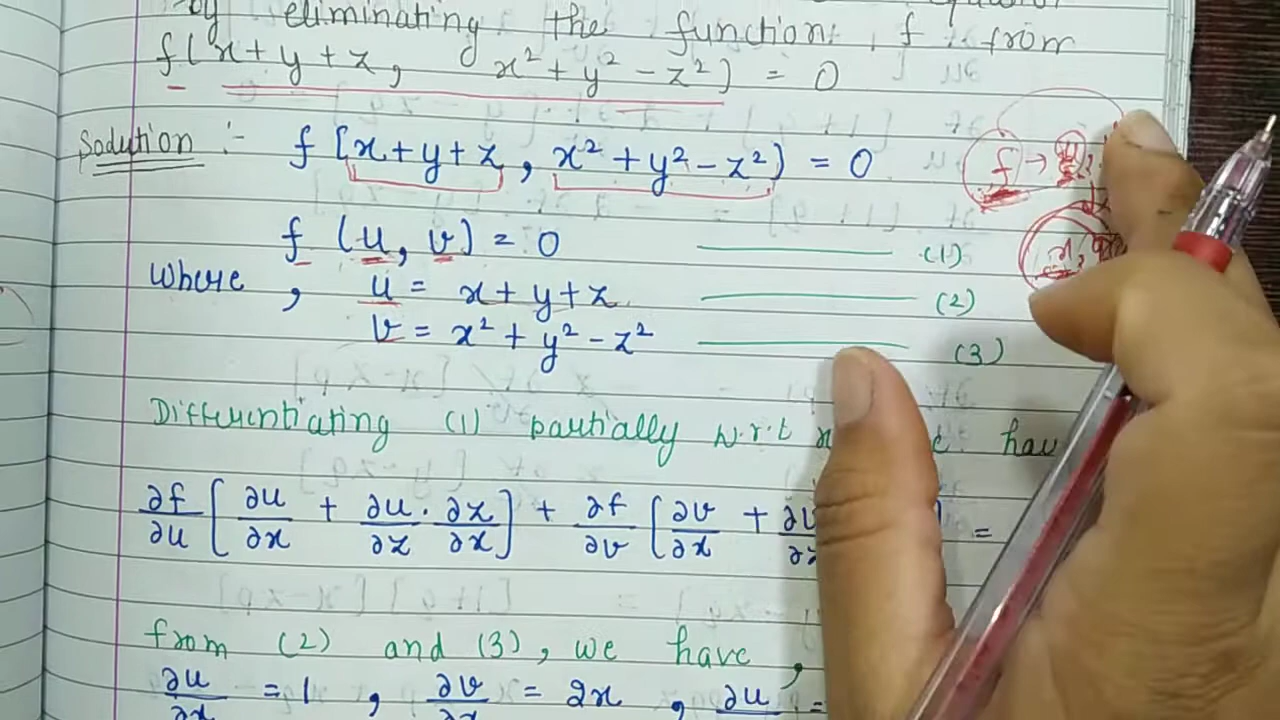 by eliminating the function f from
f(x+y+z, x²+y²-z²) = 0
Solution :- f[x+y+z, x²+y²-z²) = 0
f → u,
x,
f (u, v) = 0 (1)
where, u = x+y+z (2)
v = x²+y²-z² (3)
Differentiating (1) partially w.r.t
∂f/∂u [∂u/∂x + ∂u/∂z · ∂z/∂x] + ∂f/∂v [∂v/∂x + =
from (2) and (3), we have,
∂u/∂x = 1, ∂v/∂x = 2x, ∂u =